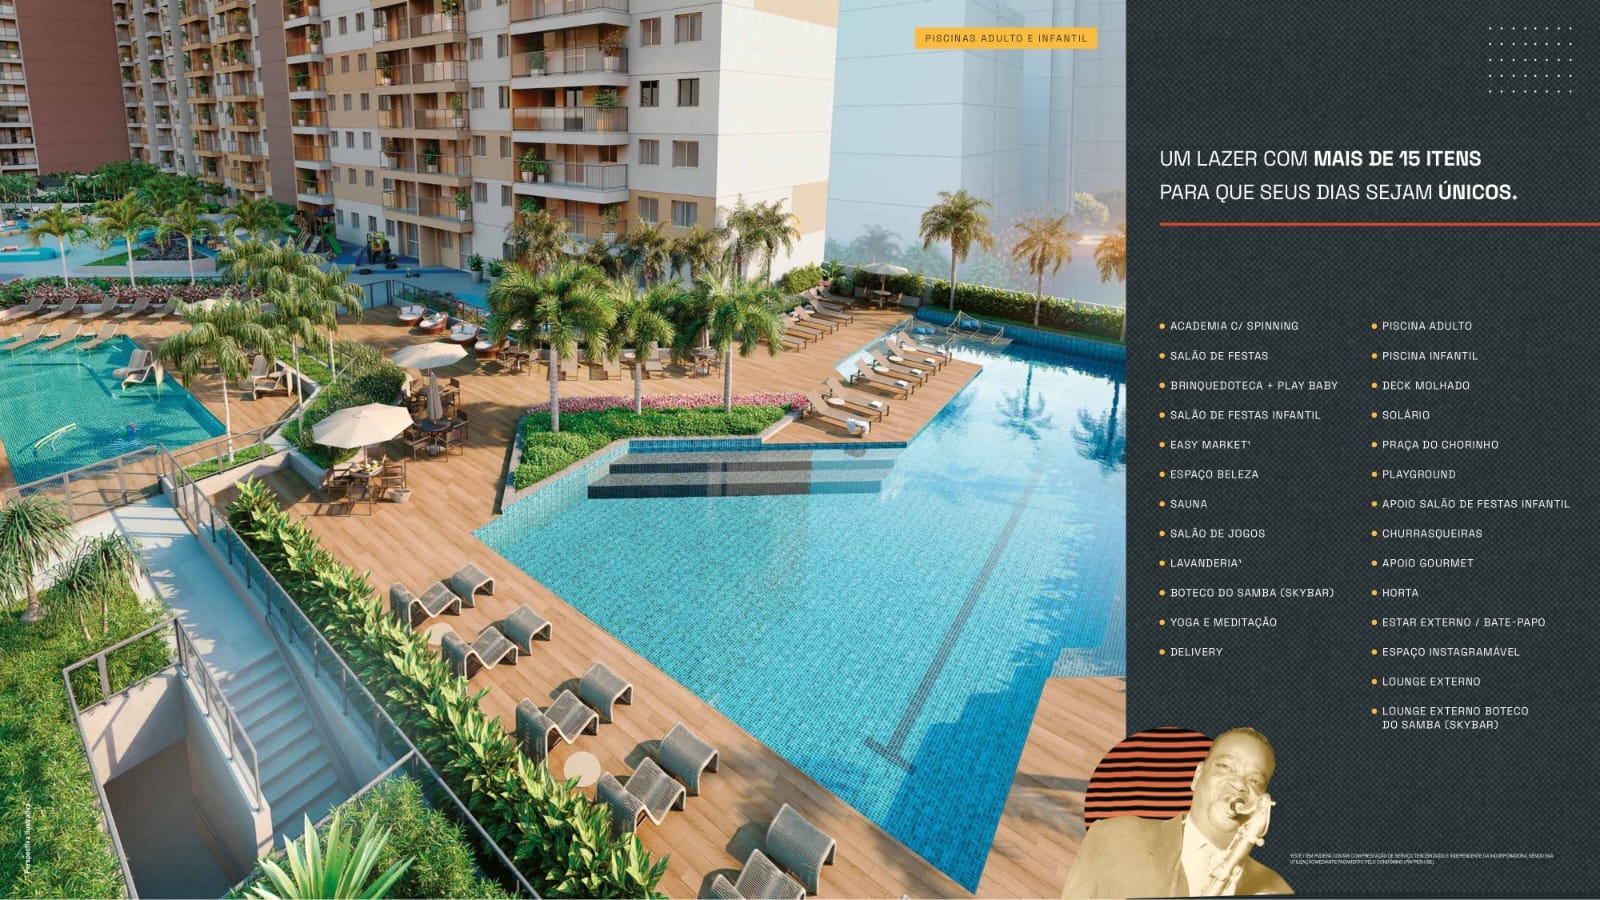 PISCINAS ADULTO E INFANTIL
UM LAZER COM MAIS DE 15 ITENS
PARA QUE SEUS DIAS SEJAM ÚNICOS.
ACADEMIA C/ SPINNING
SALÃO DE FESTAS
BRINQUEDOTECA + PLAY BABY
SALÃO DE FESTAS INFANTIL
EASY MARKET¹
ESPAÇO BELEZA
SAUNA
SALÃO DE JOGOS
LAVANDERIA¹
BOTECO DO SAMBA (SKYBAR)
YOGA E MEDITAÇÃO
DELIVERY
PISCINA ADULTO
PISCINA INFANTIL
DECK MOLHADO
SOLÁRIO
PRAÇA DO CHORINHO
PLAYGROUND
APOIO SALÃO DE FESTAS INFANTIL
CHURRASQUEIRAS
APOIO GOURMET
HORTA
ESTAR EXTERNO / BATE-PAPO
ESPAÇO INSTAGRAMÁVEL
LOUNGE EXTERNO
LOUNGE EXTERNO BOTECO
DO SAMBA (SKYBAR)
Perspectiva Ilustrativa
¹ESTE ITEM PODERÁ CONTAR COM PRESTAÇÃO DE SERVIÇO TERCEIRIZADO E INDEPENDENTE DA INCORPORADORA, SENDO SUA
UTILIZAÇÃO MEDIANTE PAGAMENTO PELO CONDÔMINO (PAY-PER-USE)